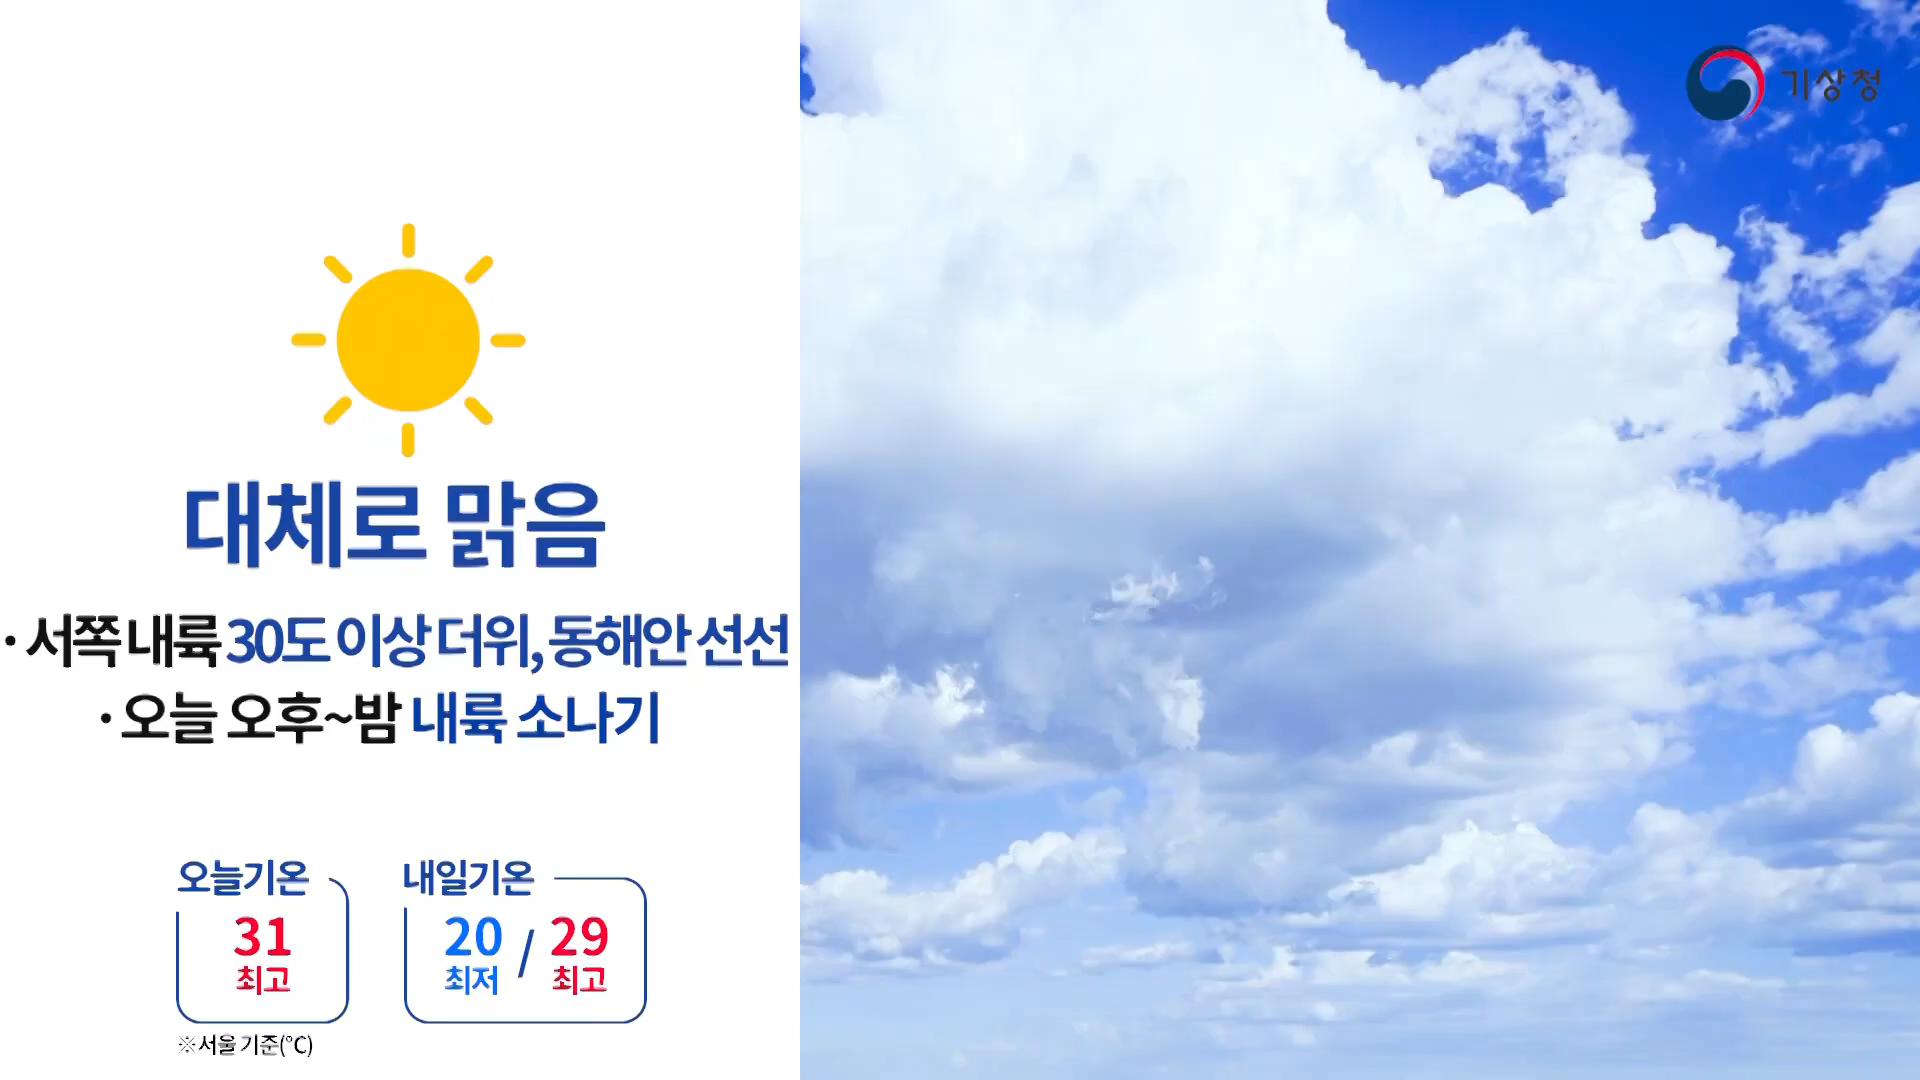 기상청
대체로 맑음
· 서쪽 내륙 30도 이상 더위, 동해안 선선
· 오늘 오후~밤 내륙 소나기
오늘기온
31
최고
내일기온
20 / 29
최저 최고
※서울 기준(°C)